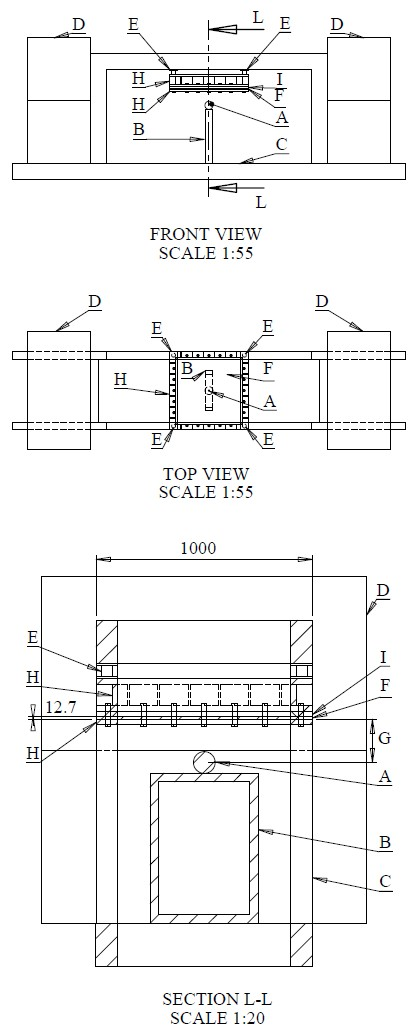 L
D
E
E
D
H
I
F
H
A
B
C
L
FRONT VIEW
SCALE 1:55
D
D
E
E
B
F
H
A
E
E
TOP VIEW
SCALE 1:55
1000
D
E
I
H
F
12.7
G
H
A
B
C
SECTION L-L
SCALE 1:20